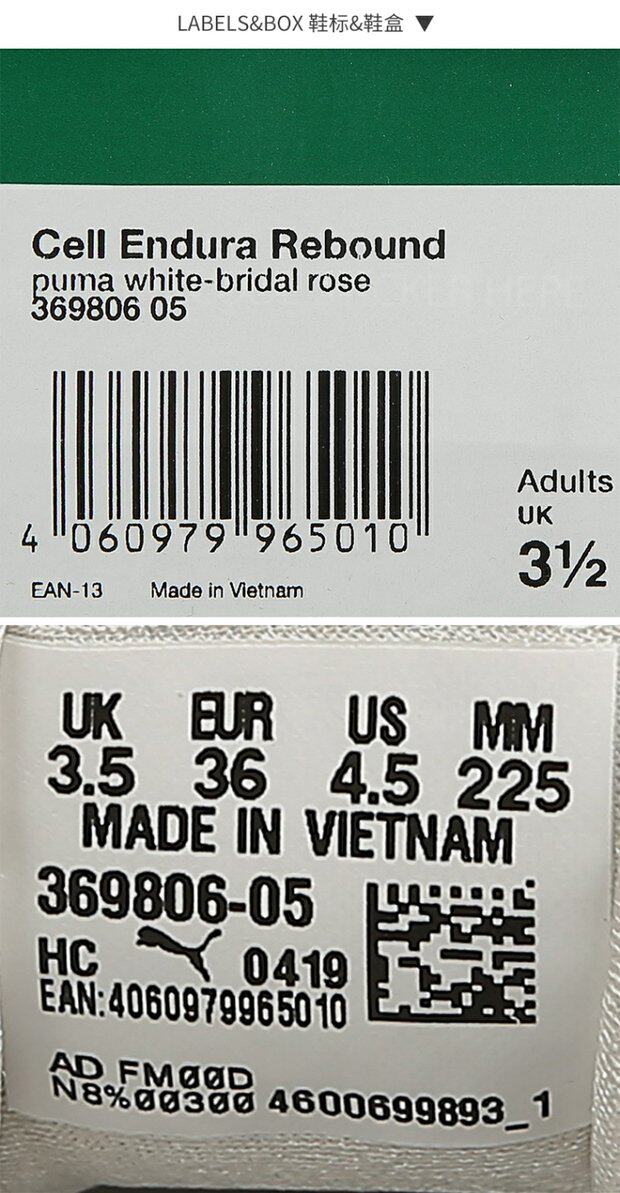 LABELS&BOX 鞋标&鞋盒 ▼
Cell Endura Rebound
puma white-bridal rose
369806 05
4 060979 965010
EAN-13 Made in Vietnam
Adults
UK
3½
UK EUR US MM
3.5 36 4.5 225
MADE IN VIETNAM
369806-05
HC 0419
EAN:4060979965010
AD FM00D
N8%00300 4600699893_1